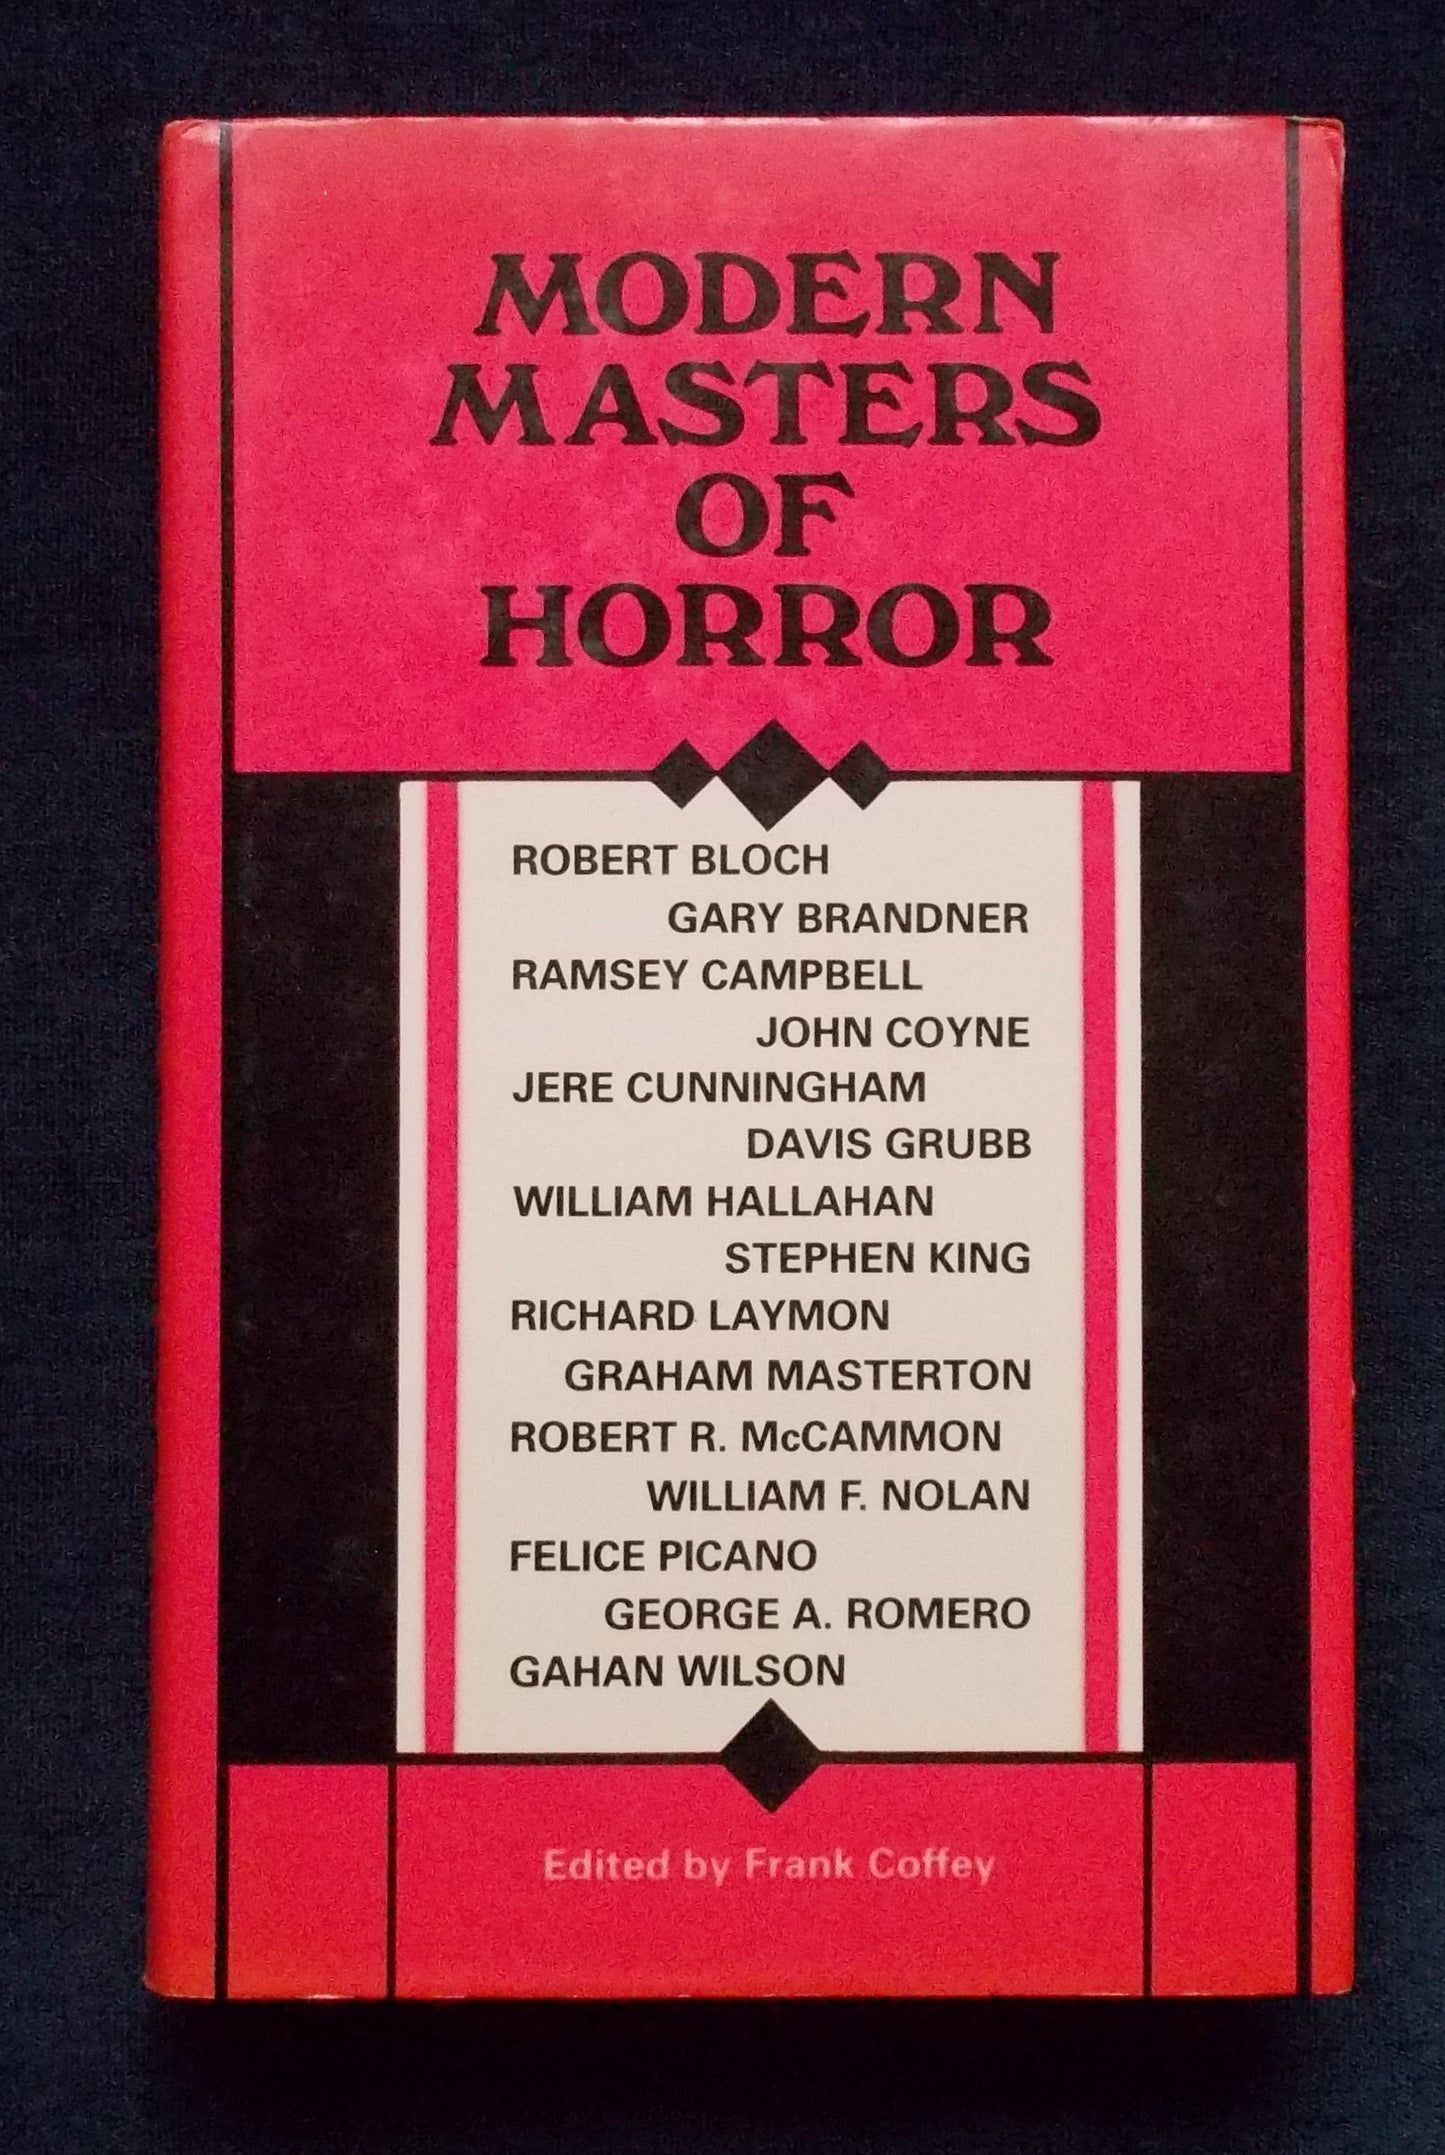 MODERN
MASTERS
OF
HORROR
ROBERT BLOCH
GARY BRANDNER
RAMSEY CAMPBELL
JOHN COYNE
JERE CUNNINGHAM
DAVIS GRUBB
WILLIAM HALLAHAN
STEPHEN KING
RICHARD LAYMON
GRAHAM MASTERTON
ROBERT R. McCAMMON
WILLIAM F. NOLAN
FELICE PICANO
GEORGE A. ROMERO
GAHAN WILSON
Edited by Frank Coffey